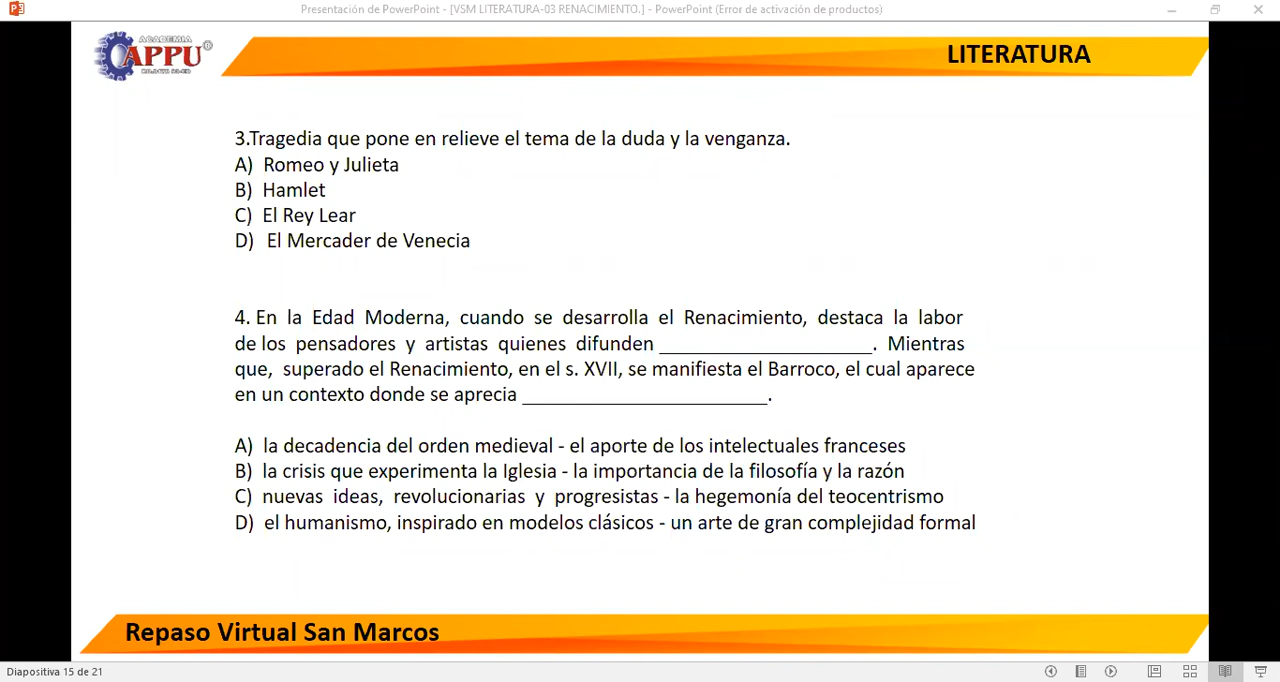 Presentación de PowerPoint - [VSM LITERATURA-03 RENACIMIENTO.] - PowerPoint (Error de activación de productos)
ACADEMIA
APPU
LITERATURA
3.Tragedia que pone en relieve el tema de la duda y la venganza.
A) Romeo y Julieta
B) Hamlet
C) El Rey Lear
D) El Mercader de Venecia
4. En la Edad Moderna, cuando se desarrolla el Renacimiento, destaca la labor
de los pensadores y artistas quienes difunden ____________________. Mientras
que, superado el Renacimiento, en el s. XVII, se manifiesta el Barroco, el cual aparece
en un contexto donde se aprecia _______________________.
A) la decadencia del orden medieval - el aporte de los intelectuales franceses
B) la crisis que experimenta la Iglesia - la importancia de la filosofía y la razón
C) nuevas ideas, revolucionarias y progresistas - la hegemonía del teocentrismo
D) el humanismo, inspirado en modelos clásicos - un arte de gran complejidad formal
Repaso Virtual San Marcos
Diapositiva 15 de 21